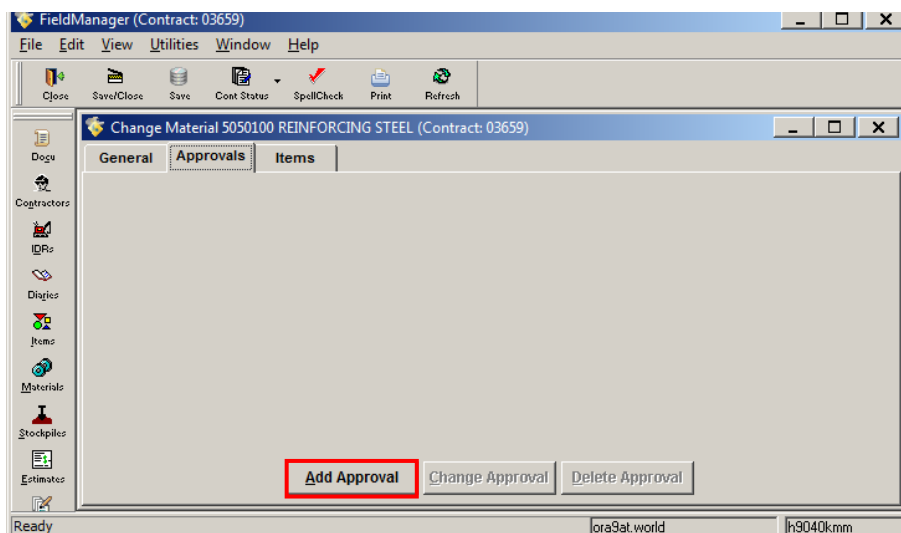 FieldManager (Contract: 03659)
File Edit View Utilities Window Help
Close Save/Close Save Cont Status SpellCheck Print Refresh
Change Material 5050100 REINFORCING STEEL (Contract: 03659)
General Approvals Items
Docu
Contractors
IDRs
Diaries
Items
Materials
Stockpiles
Estimates
Add Approval Change Approval Delete Approval
Ready ora9at.world h9040kmm